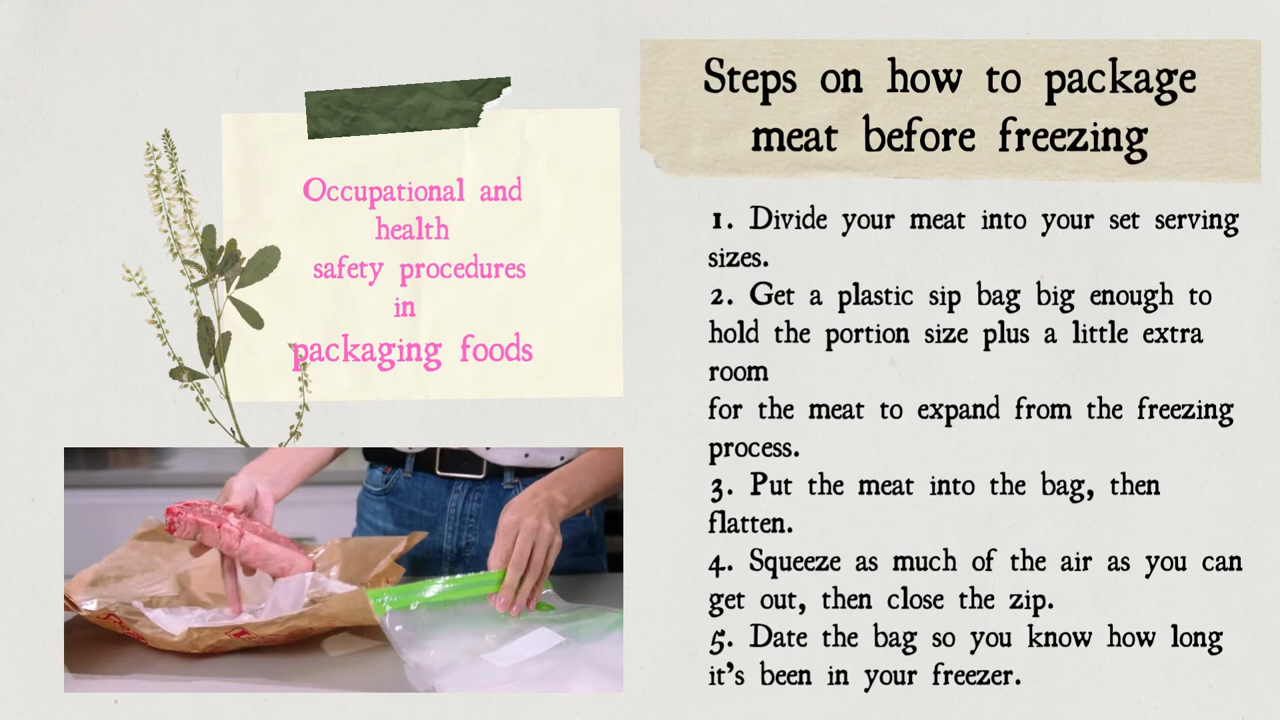 Occupational and
health
safety procedures
in
packaging foods
Steps on how to package
meat before freezing
1. Divide your meat into your set serving
sizes.
2. Get a plastic sip bag big enough to
hold the portion size plus a little extra
room
for the meat to expand from the freezing
process.
3. Put the meat into the bag, then
flatten.
4. Squeeze as much of the air as you can
get out, then close the zip.
5. Date the bag so you know how long
it's been in your freezer.